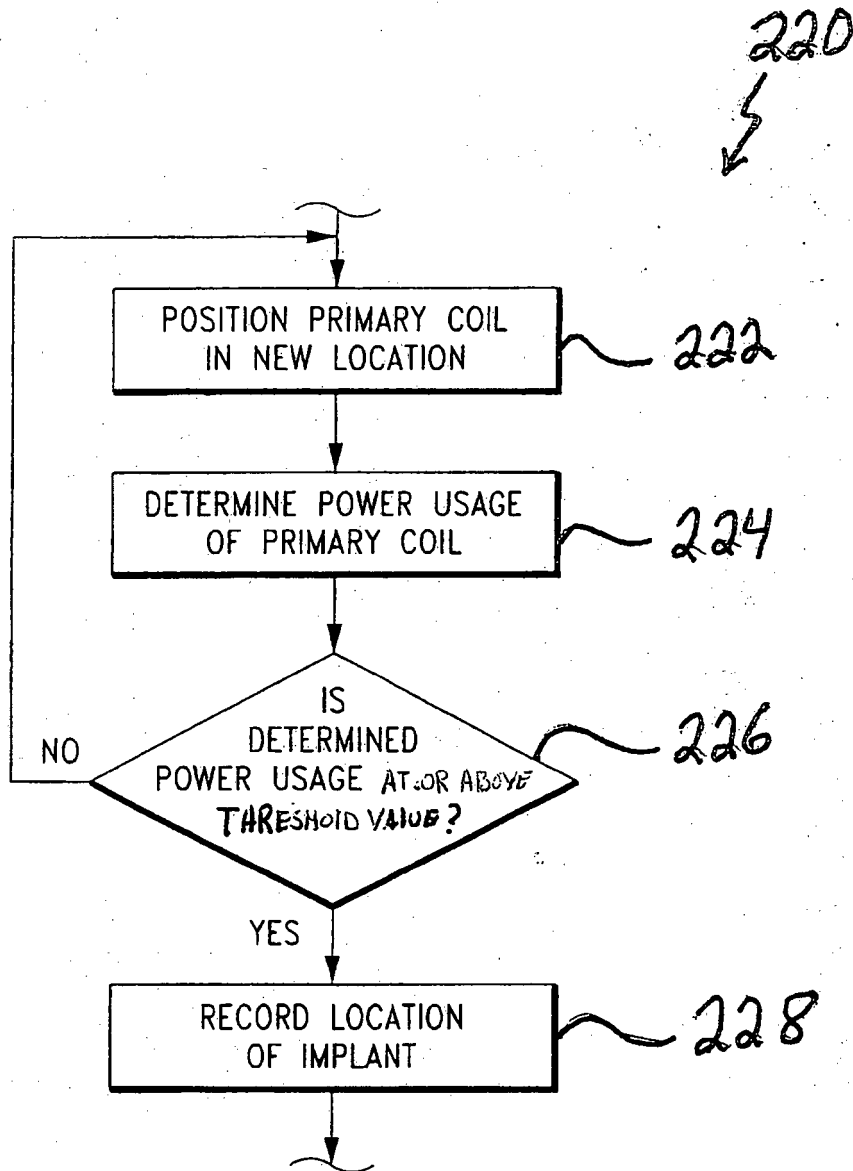 220
POSITION PRIMARY COIL
IN NEW LOCATION
222
DETERMINE POWER USAGE
OF PRIMARY COIL
224
IS
DETERMINED
POWER USAGE AT OR ABOVE
THRESHOLD VALUE?
226
NO
YES
RECORD LOCATION
OF IMPLANT
228